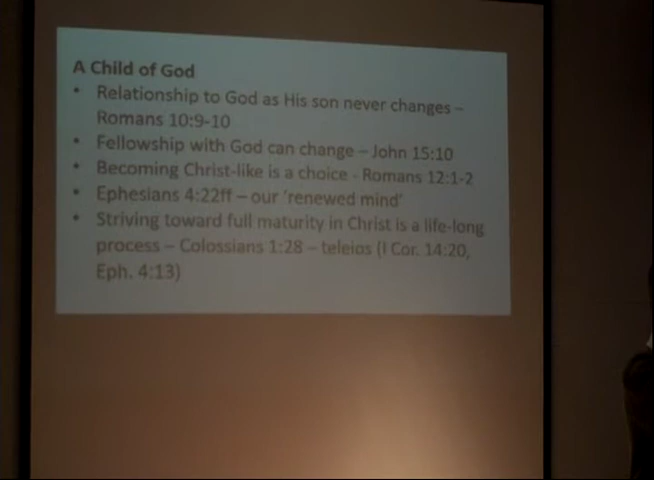 A Child of God
• Relationship to God as His son never changes –
Romans 10:9-10
• Fellowship with God can change – John 15:10
• Becoming Christ-like is a choice - Romans 12:1-2
• Ephesians 4:22ff – our ‘renewed mind’
• Striving toward full maturity in Christ is a life-long
process – Colossians 1:28 – teleios (I Cor. 14:20,
Eph. 4:13)